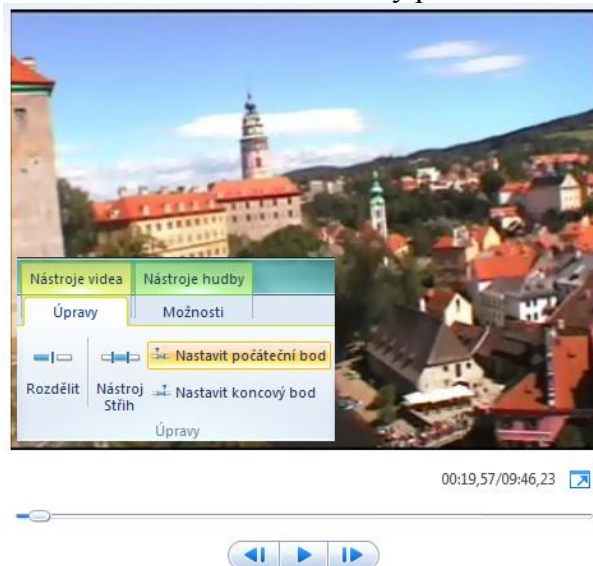 Nástroje videa Nástroje hudby
Úpravy Možnosti
Rozdělit
Nástroj Střih
Nastavit počáteční bod
Nastavit koncový bod
Úpravy
00:19,57/09:46,23